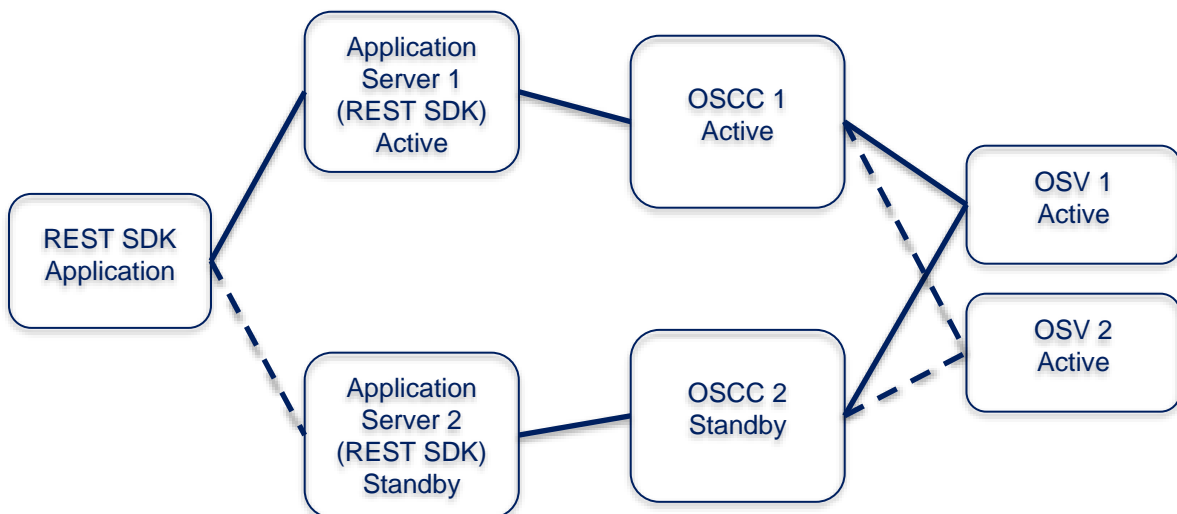 REST SDK
Application
Application
Server 1
(REST SDK)
Active
Application
Server 2
(REST SDK)
Standby
OSCC 1
Active
OSCC 2
Standby
OSV 1
Active
OSV 2
Active